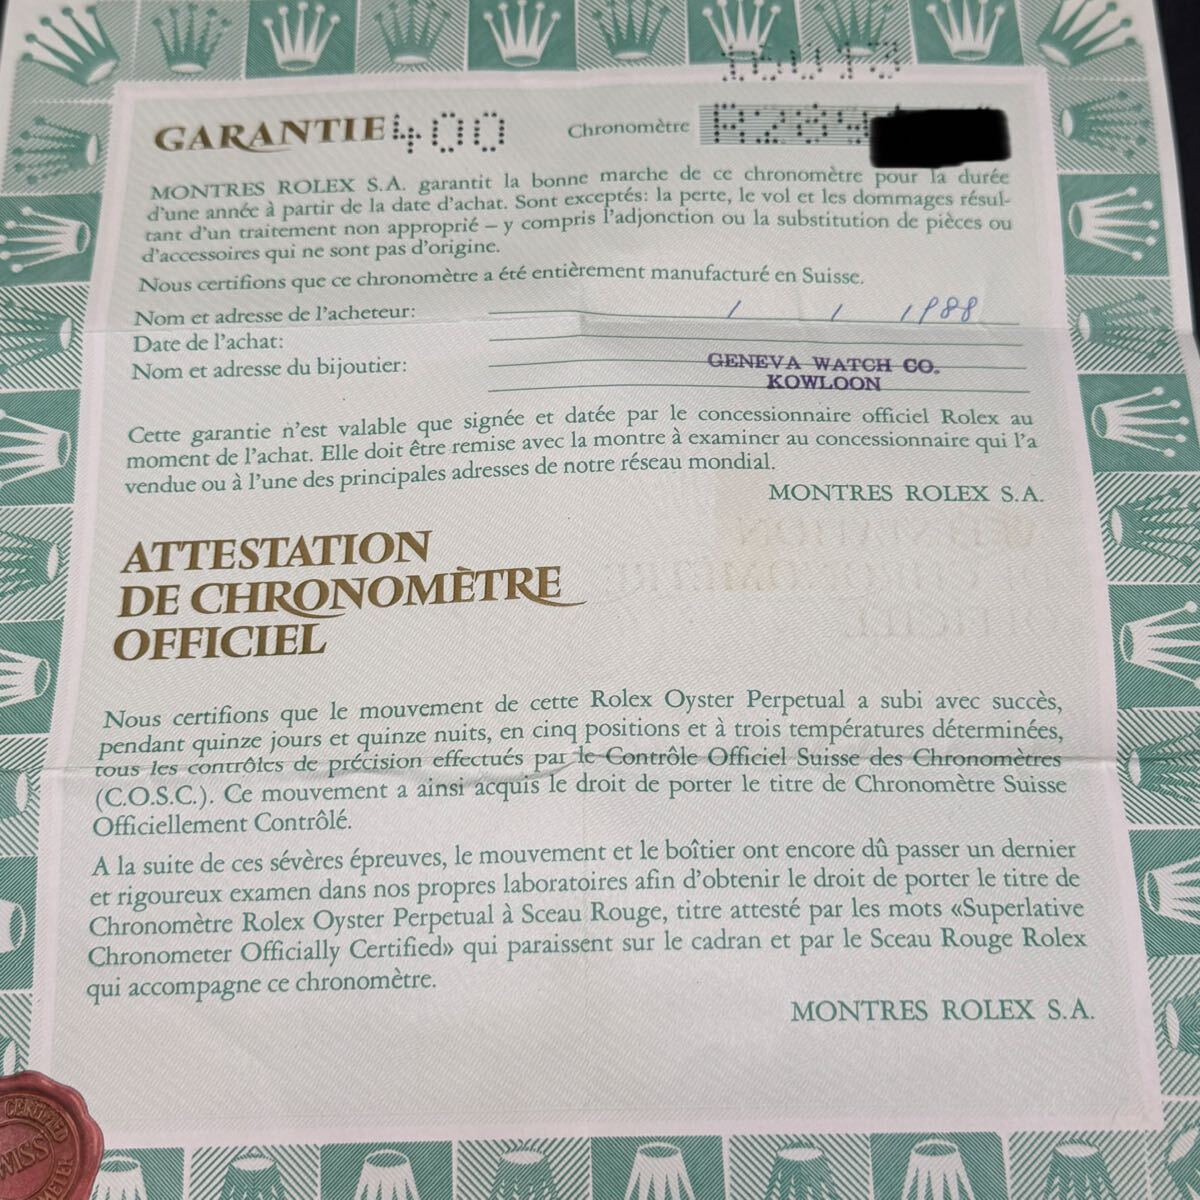 16013
GARANTIE 400 Chronomètre R284
MONTRES ROLEX S.A. garantit la bonne marche de ce chronomètre pour la durée
d'une année à partir de la date d'achat. Sont exceptés: la perte, le vol et les dommages résul-
tant d'un traitement non approprié – y compris l'adjonction ou la substitution de pièces ou
d'accessoires qui ne sont pas d'origine.
Nous certifions que ce chronomètre a été entièrement manufacturé en Suisse.
Nom et adresse de l'acheteur: 1 1 1988
Date de l'achat:
Nom et adresse du bijoutier: GENEVA WATCH CO.
KOWLOON
Cette garantie n'est valable que signée et datée par le concessionnaire officiel Rolex au
moment de l'achat. Elle doit être remise avec la montre à examiner au concessionnaire qui l'a
vendue ou à l'une des principales adresses de notre réseau mondial.
MONTRES ROLEX S.A.
ATTESTATION
DE CHRONOMÈTRE
OFFICIEL
Nous certifions que le mouvement de cette Rolex Oyster Perpetual a subi avec succès,
pendant quinze jours et quinze nuits, en cinq positions et à trois températures déterminées,
tous les contrôles de précision effectués par le Contrôle Officiel Suisse des Chronomètres
(C.O.S.C.). Ce mouvement a ainsi acquis le droit de porter le titre de Chronomètre Suisse
Officiellement Contrôlé.
A la suite de ces sévères épreuves, le mouvement et le boîtier ont encore dû passer un dernier
et rigoureux examen dans nos propres laboratoires afin d'obtenir le droit de porter le titre de
Chronomètre Rolex Oyster Perpetual à Sceau Rouge, titre attesté par les mots «Superlative
Chronometer Officially Certified» qui paraissent sur le cadran et par le Sceau Rouge Rolex
qui accompagne ce chronomètre.
MONTRES ROLEX S.A.
CERTIFIED
SWISS